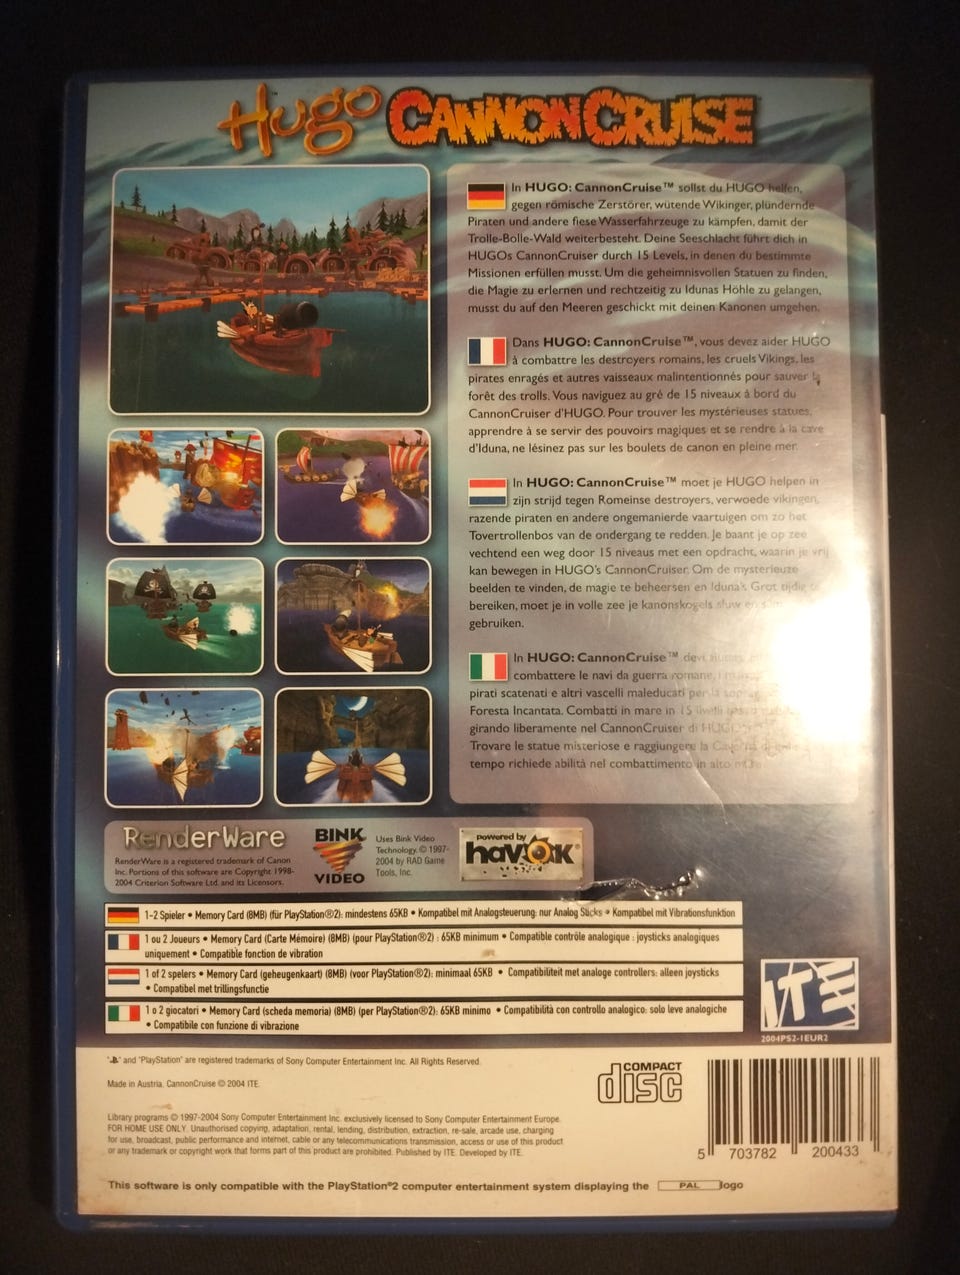 Hugo CANNONCRUISE
In HUGO: CannonCruise™ sollst du HUGO helfen,
gegen römische Zerstörer, wütende Wikinger, plündernde
Piraten und andere fiese Wasserfahrzeuge zu kämpfen, damit der
Trolle-Bolle-Wald weiterbesteht. Deine Seeschlacht führt dich in
HUGOs CannonCruiser durch 15 Levels, in denen du bestimmte
Missionen erfüllen musst. Um die geheimnisvollen Statuen zu finden,
die Magie zu erlernen und rechtzeitig zu Idunas Höhle zu gelangen,
musst du auf den Meeren geschickt mit deinen Kanonen umgehen.
Dans HUGO: CannonCruise™, vous devez aider HUGO
à combattre les destroyers romains, les cruels Vikings, les
pirates enragés et autres vaisseaux malintentionnés pour sauver la
forêt des trolls. Vous naviguez au gré de 15 niveaux à bord du
CannonCruiser d'HUGO. Pour trouver les mystérieuses statues,
apprendre à se servir des pouvoirs magiques et se rendre à la cave
d'Iduna, ne lésinez pas sur les boulets de canon en pleine mer.
In HUGO: CannonCruise™ moet je HUGO helpen in
zijn strijd tegen Romeinse destroyers, verwoede vikingen,
razende piraten en andere ongemanierde vaartuigen om zo het
Tovertrollenbos van de ondergang te redden. Je baant je op zee
vechtend een weg door 15 niveaus met een opdracht, waarin je vrij
kan bewegen in HUGO's CannonCruiser. Om de mysterieuze
beelden te vinden, de magie te beheersen en Iduna's Grot tijdig te
bereiken, moet je in volle zee je kanonskogels sluw en slim
gebruiken.
In HUGO: CannonCruise™ devi aiutare
combattere le navi da guerra romane, i
pirati scatenati e altri vascelli maleducati per la
Foresta Incantata. Combatti in mare in 15 livelli
girando liberamente nel CannonCruiser di HUGO
Trovare le statue misteriose e raggiungere la Caverna di
tempo richiede abilità nel combattimento in alto
RenderWare
RenderWare is a registered trademark of Canon
Inc. Portions of this software are Copyright 1998-
2004 Criterion Software Ltd. and its Licensors.
BINK
VIDEO
Uses Bink Video
Technology. © 1997-
2004 by RAD Game
Tools, Inc.
powered by
havok®
1-2 Spieler • Memory Card (8MB) (für PlayStation®2): mindestens 65KB • Kompatibel mit Analogsteuerung: nur Analog Sticks • Kompatibel mit Vibrationsfunktion
1 ou 2 Joueurs • Memory Card (Carte Mémoire) (8MB) (pour PlayStation®2) : 65KB minimum • Compatible contrôle analogique : joysticks analogiques
uniquement • Compatible fonction de vibration
1 of 2 spelers • Memory Card (geheugenkaart) (8MB) (voor PlayStation®2): minimaal 65KB • Compatibiliteit met analoge controllers: alleen joysticks
• Compatibel met trillingsfunctie
1 o 2 giocatori • Memory Card (scheda memoria) (8MB) (per PlayStation®2): 65KB minimo • Compatibilità con controllo analogico: solo leve analogiche
• Compatibile con funzione di vibrazione
ITE
2004PS2-1EUR2
" " and "PlayStation" are registered trademarks of Sony Computer Entertainment Inc. All Rights Reserved.
Made in Austria. CannonCruise © 2004 ITE.
COMPACT
disc
Library programs © 1997-2004 Sony Computer Entertainment Inc. exclusively licensed to Sony Computer Entertainment Europe.
FOR HOME USE ONLY. Unauthorised copying, adaptation, rental, lending, distribution, extraction, re-sale, arcade use, charging
for use, broadcast, public performance and internet, cable or any telecommunications transmission, access or use of this product
or any trademark or copyright work that forms part of this product are prohibited. Published by ITE. Developed by ITE.
5 703782 200433
This software is only compatible with the PlayStation®2 computer entertainment system displaying the PAL logo